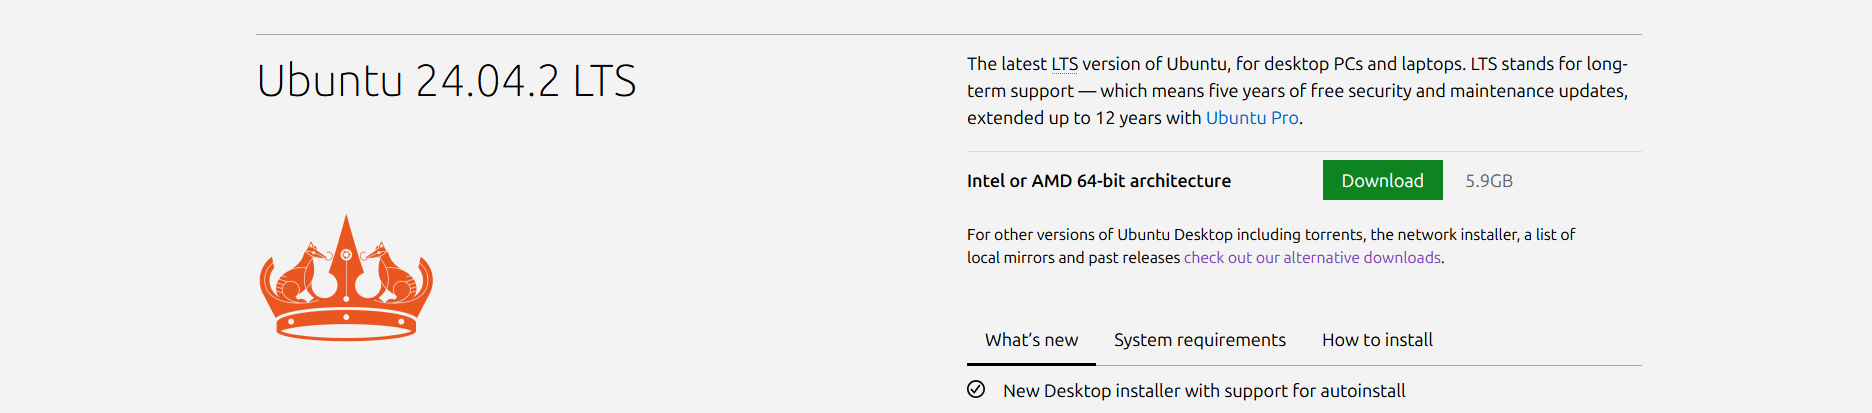 Ubuntu 24.04.2 LTS
The latest LTS version of Ubuntu, for desktop PCs and laptops. LTS stands for long-
term support — which means five years of free security and maintenance updates,
extended up to 12 years with Ubuntu Pro.
Intel or AMD 64-bit architecture
Download
5.9GB
For other versions of Ubuntu Desktop including torrents, the network installer, a list of
local mirrors and past releases check out our alternative downloads.
What’s new
System requirements
How to install
New Desktop installer with support for autoinstall